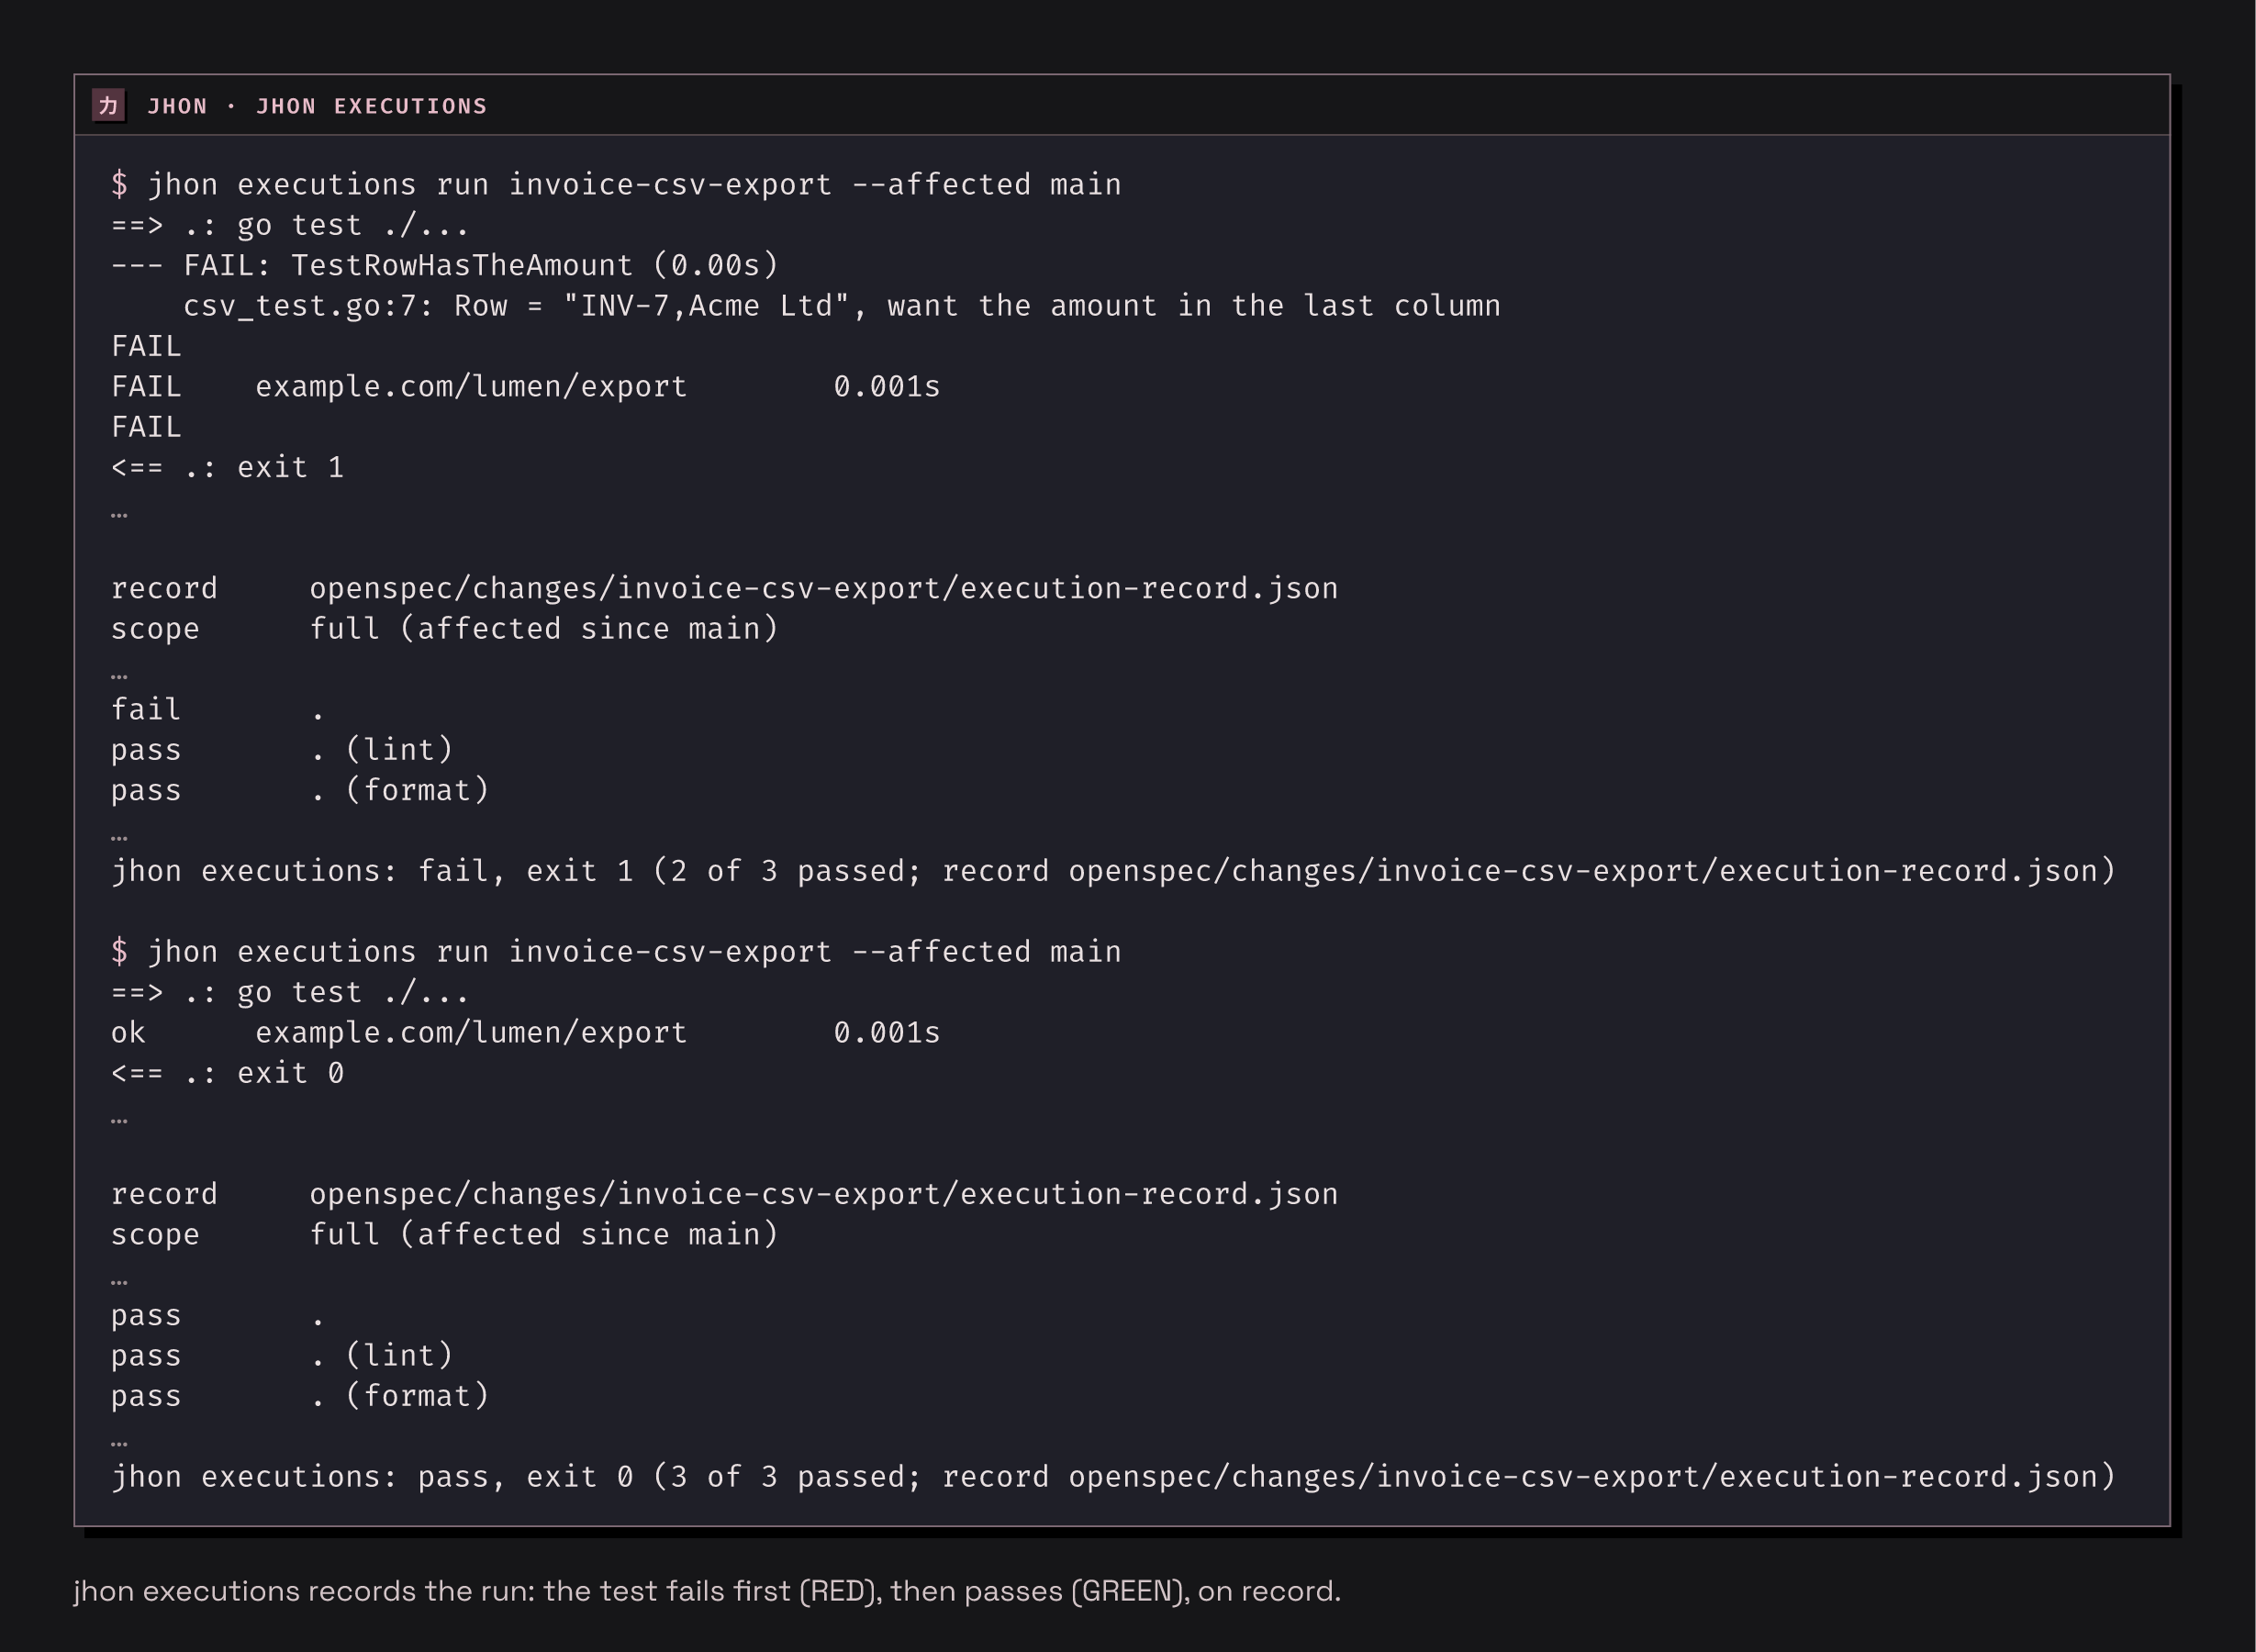 カ JHON · JHON EXECUTIONS
$ jhon executions run invoice-csv-export --affected main
==> .: go test ./...
--- FAIL: TestRowHasTheAmount (0.00s)
    csv_test.go:7: Row = "INV-7,Acme Ltd", want the amount in the last column
FAIL
FAIL    example.com/lumen/export        0.001s
FAIL
<== .: exit 1
…

record     openspec/changes/invoice-csv-export/execution-record.json
scope      full (affected since main)
…
fail       .
pass       . (lint)
pass       . (format)
…
jhon executions: fail, exit 1 (2 of 3 passed; record openspec/changes/invoice-csv-export/execution-record.json)

$ jhon executions run invoice-csv-export --affected main
==> .: go test ./...
ok      example.com/lumen/export        0.001s
<== .: exit 0
…

record     openspec/changes/invoice-csv-export/execution-record.json
scope      full (affected since main)
…
pass       .
pass       . (lint)
pass       . (format)
…
jhon executions: pass, exit 0 (3 of 3 passed; record openspec/changes/invoice-csv-export/execution-record.json)
jhon executions records the run: the test fails first (RED), then passes (GREEN), on record.